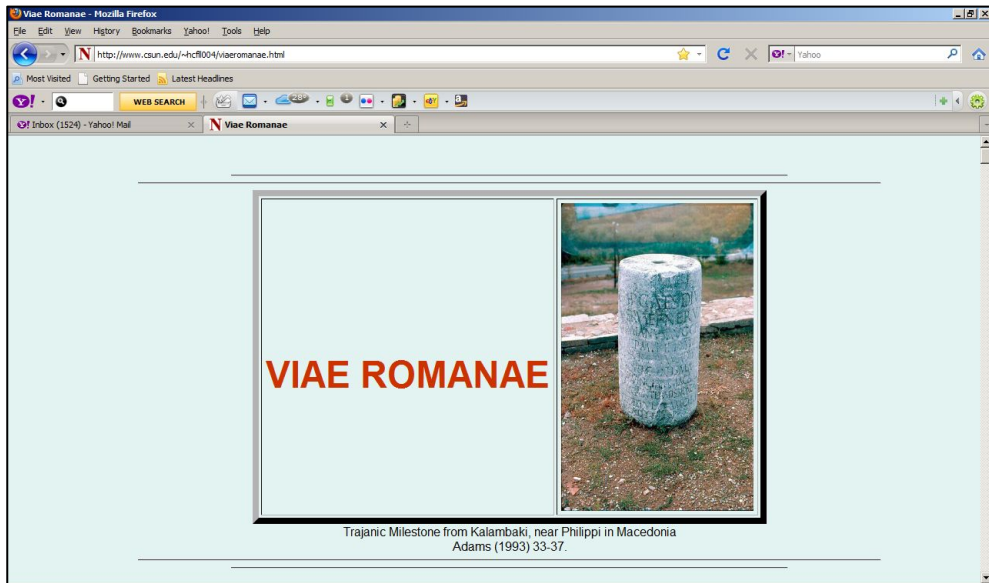 Viae Romanae - Mozilla Firefox
File Edit View History Bookmarks Yahoo! Tools Help
N http://www.csun.edu/~hcfll004/viaeromanae.html Yahoo
Most Visited Getting Started Latest Headlines
WEB SEARCH
Inbox (1524) - Yahoo! Mail Viae Romanae
VIAE ROMANAE
Trajanic Milestone from Kalambaki, near Philippi in Macedonia
Adams (1993) 33-37.